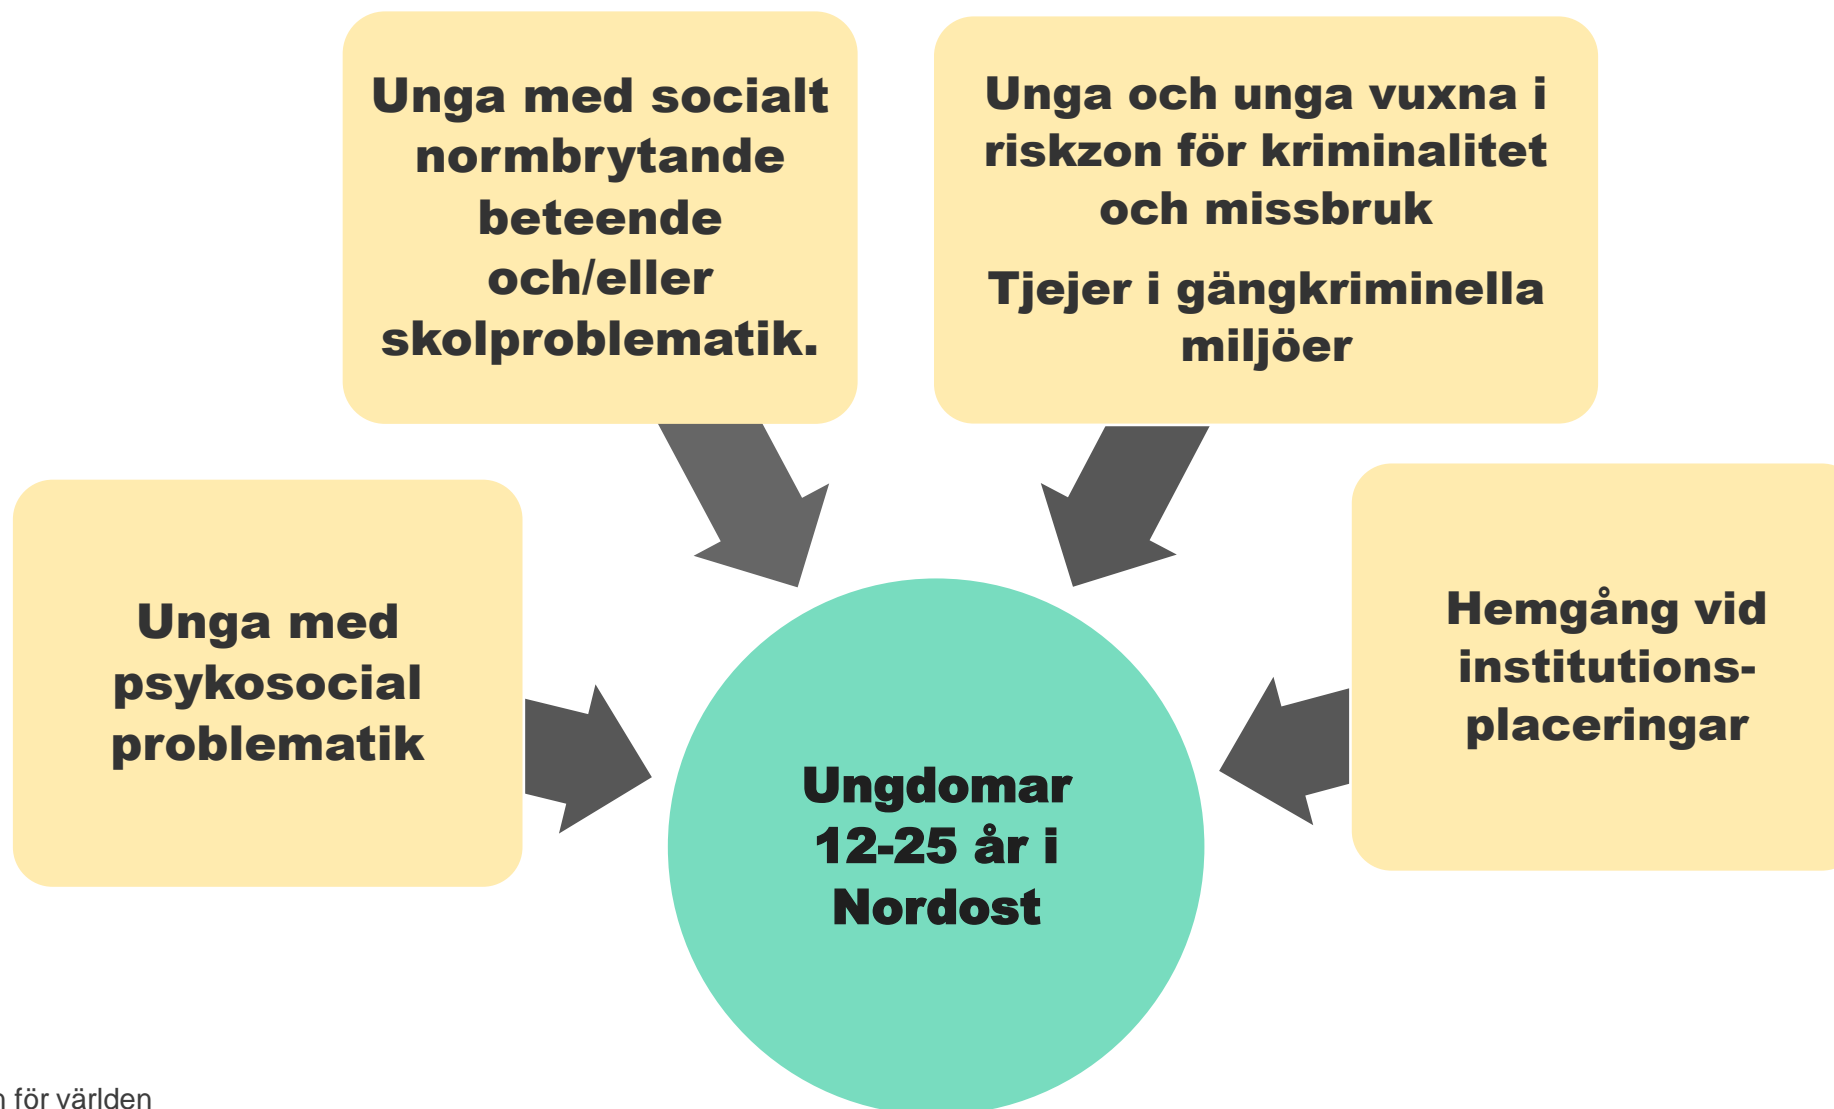 Unga med socialt
normbrytande
beteende
och/eller
skolproblematik.
Unga och unga vuxna i
riskzon för kriminalitet
och missbruk
Tjejer i gängkriminella
miljöer
Unga med
psykosocial
problematik
Hemgång vid
institutions-
placeringar
Ungdomar
12-25 år i
Nordost
för världen